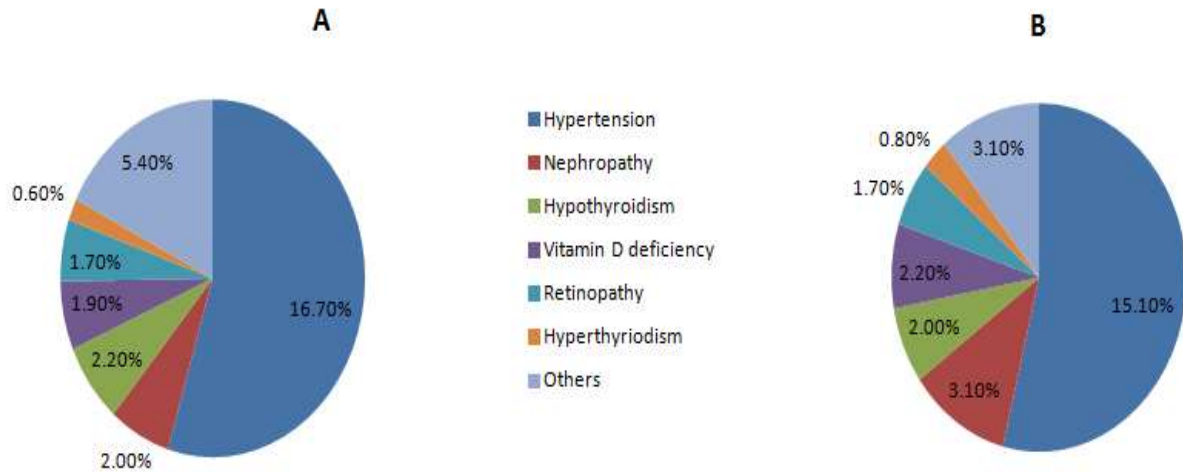 A
B
5.40%
0.60%
1.70%
1.90%
2.20%
2.00%
16.70%
Hypertension
Nephropathy
Hypothyroidism
Vitamin D deficiency
Retinopathy
Hyperthyriodism
Others
3.10%
0.80%
1.70%
2.20%
2.00%
3.10%
15.10%